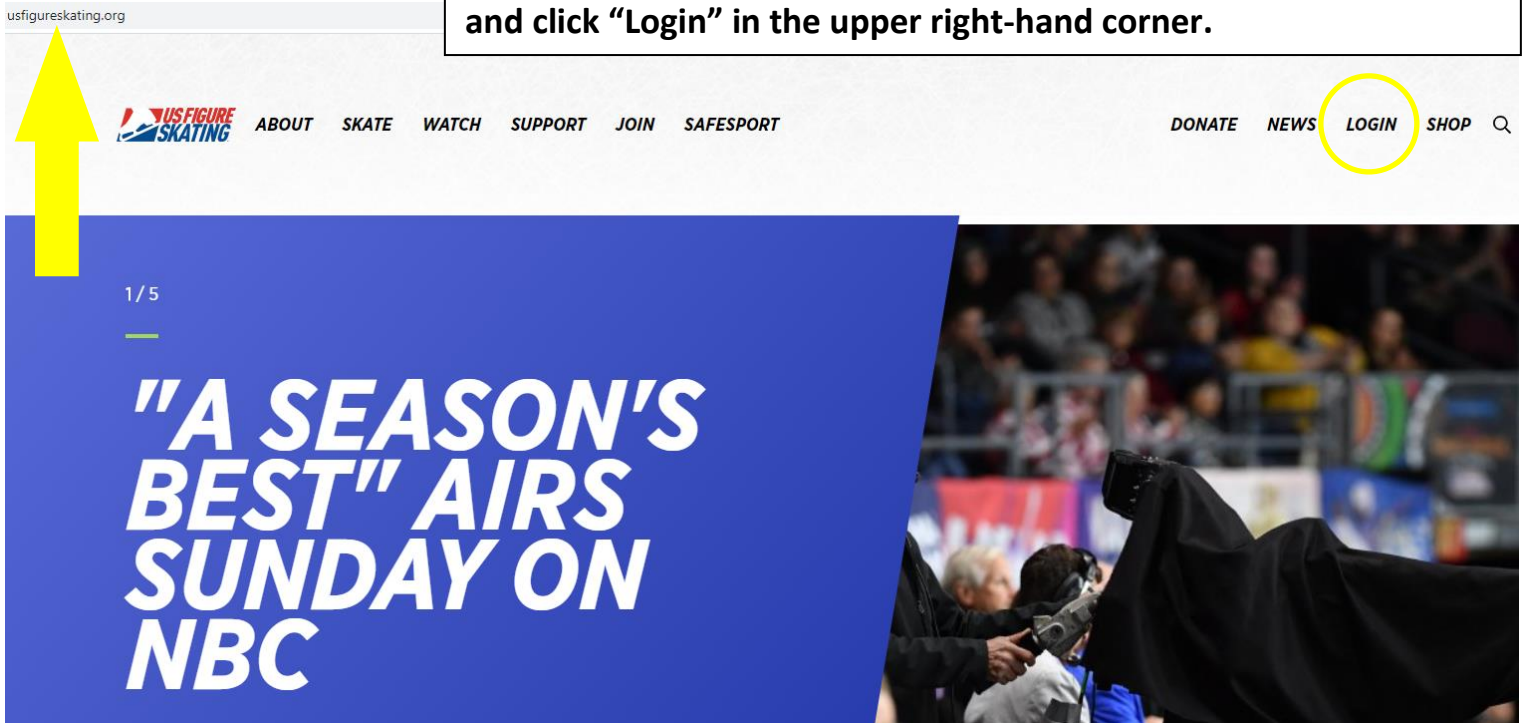 usfigureskating.org
and click “Login” in the upper right-hand corner.
US FIGURE
SKATING
ABOUT SKATE WATCH SUPPORT JOIN SAFESPORT DONATE NEWS LOGIN SHOP
1/5
"A SEASON'S
BEST" AIRS
SUNDAY ON
NBC